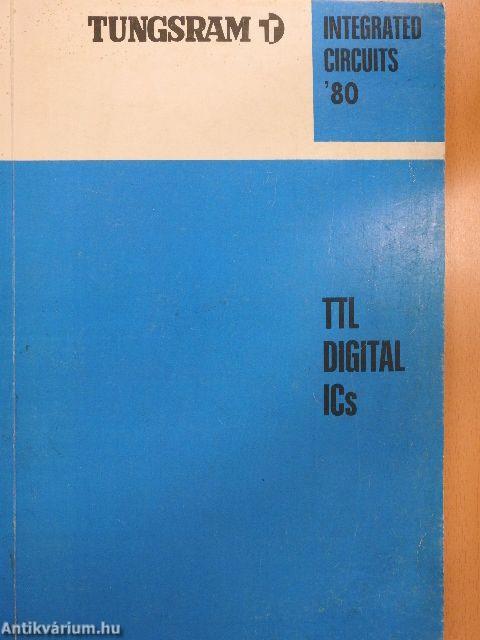 TUNGSRAM
INTEGRATED
CIRCUITS
'80
TTL
DIGITAL
ICs
Antikvárium.hu